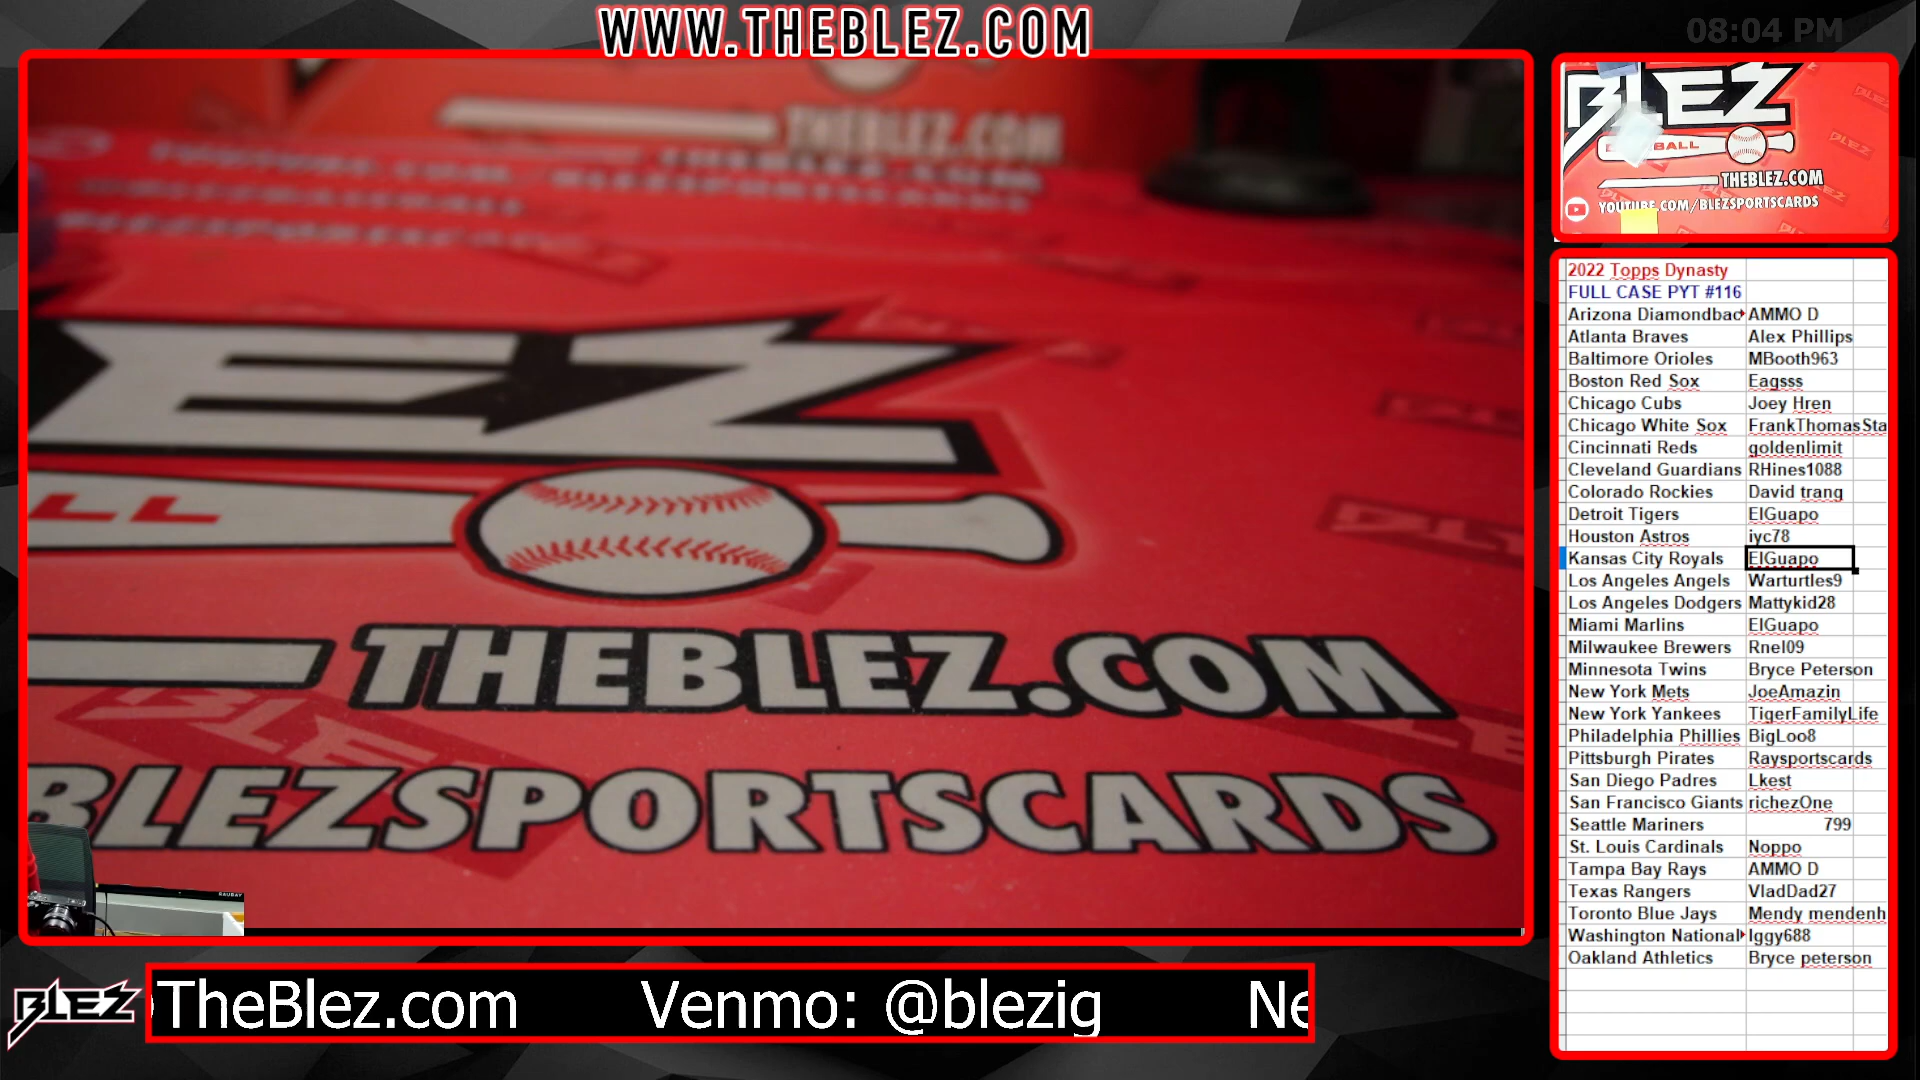 WWW.THEBLEZ.COM
08:04 PM
THEBLEZ.COM
EZ
LL
THEBLEZ.COM
BLEZSPORTSCARDS
BLEZ
BALL
THEBLEZ.COM
YOUTUBE.COM/BLEZSPORTSCARDS
2022 Topps Dynasty
FULL CASE PYT #116
Arizona Diamondbac AMMO D
Atlanta Braves Alex Phillips
Baltimore Orioles MBooth963
Boston Red Sox Eagsss
Chicago Cubs Joey Hren
Chicago White Sox FrankThomasSta
Cincinnati Reds goldenlimit
Cleveland Guardians RHines1088
Colorado Rockies David trang
Detroit Tigers ElGuapo
Houston Astros iyc78
Kansas City Royals ElGuapo
Los Angeles Angels Warturtles9
Los Angeles Dodgers Mattykid28
Miami Marlins ElGuapo
Milwaukee Brewers Rnel09
Minnesota Twins Bryce Peterson
New York Mets JoeAmazin
New York Yankees TigerFamilyLife
Philadelphia Phillies BigLoo8
Pittsburgh Pirates Raysportscards
San Diego Padres Lkest
San Francisco Giants richezOne
Seattle Mariners 799
St. Louis Cardinals Noppo
Tampa Bay Rays AMMO D
Texas Rangers VladDad27
Toronto Blue Jays Mendy mendenh
Washington National Iggy688
Oakland Athletics Bryce peterson
BLEZ
TheBlez.com Venmo: @blezig Ne